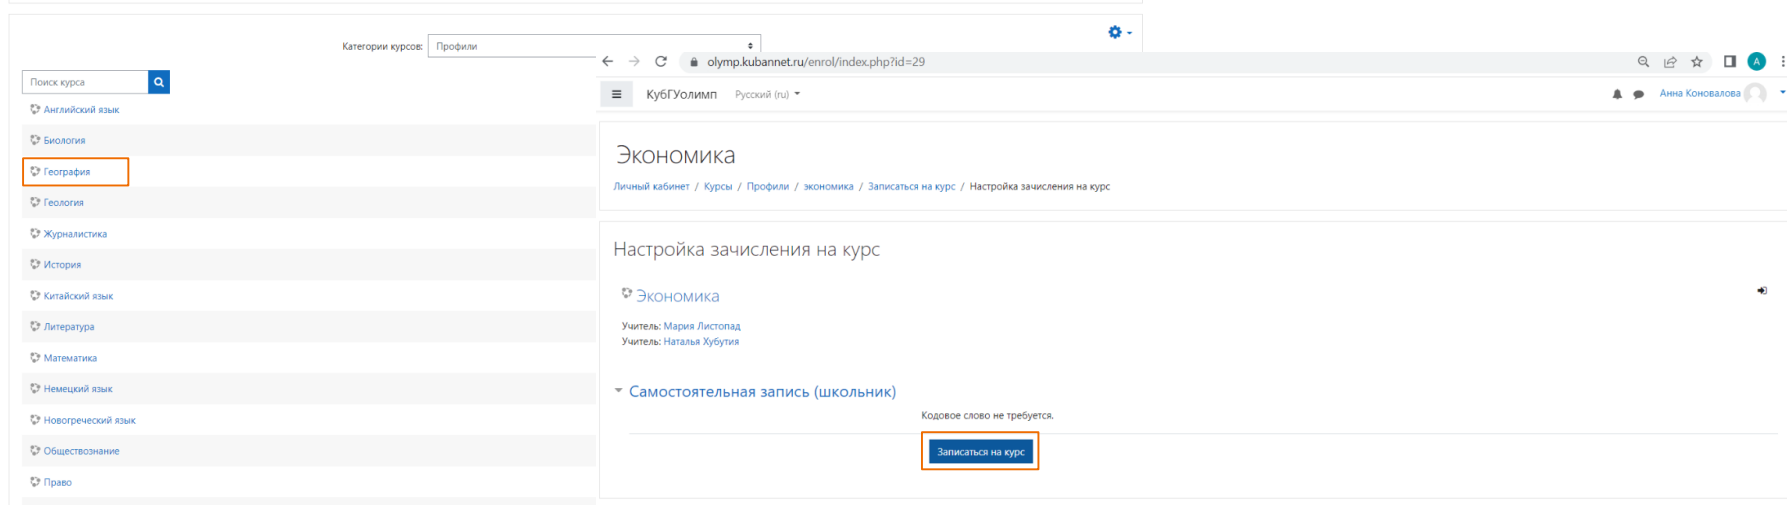 Категории курсов: Профили
Поиск курса
Английский язык
Биология
География
Геология
Журналистика
История
Китайский язык
Литература
Математика
Немецкий язык
Новогреческий язык
Обществознание
Право
olymp.kubannet.ru/enrol/index.php?id=29
А
КубГУолимп Русский (ru)
Анна Коновалова
Экономика
Личный кабинет / Курсы / Профили / экономика / Записаться на курс / Настройка зачисления на курс
Настройка зачисления на курс
Экономика
Учитель: Мария Листопад
Учитель: Наталья Хубутия
Самостоятельная запись (школьник)
Кодовое слово не требуется.
Записаться на курс